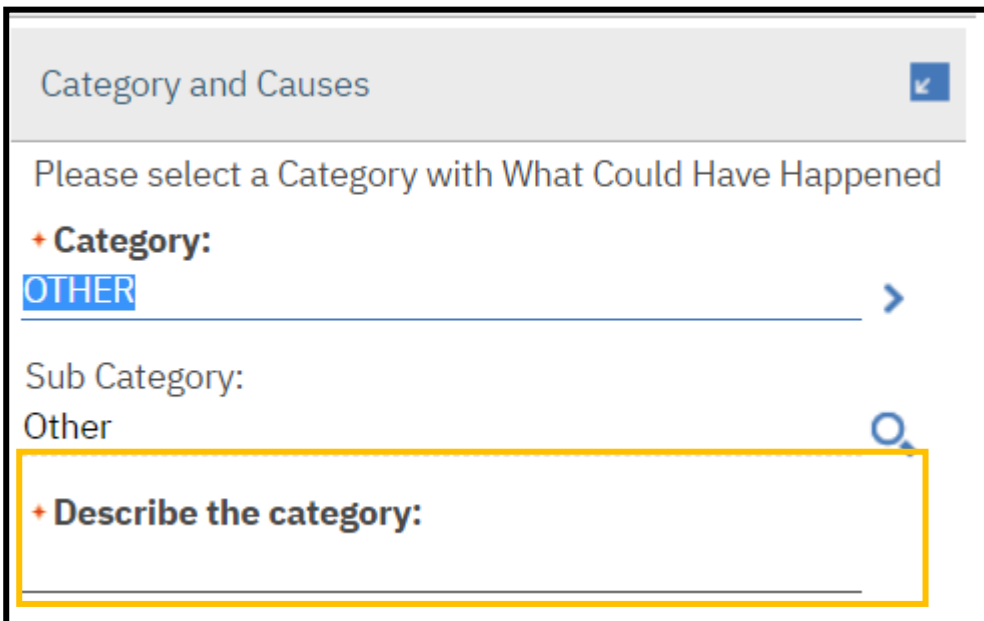 Category and Causes
Please select a Category with What Could Have Happened
Category:
OTHER
Sub Category:
Other
Describe the category: